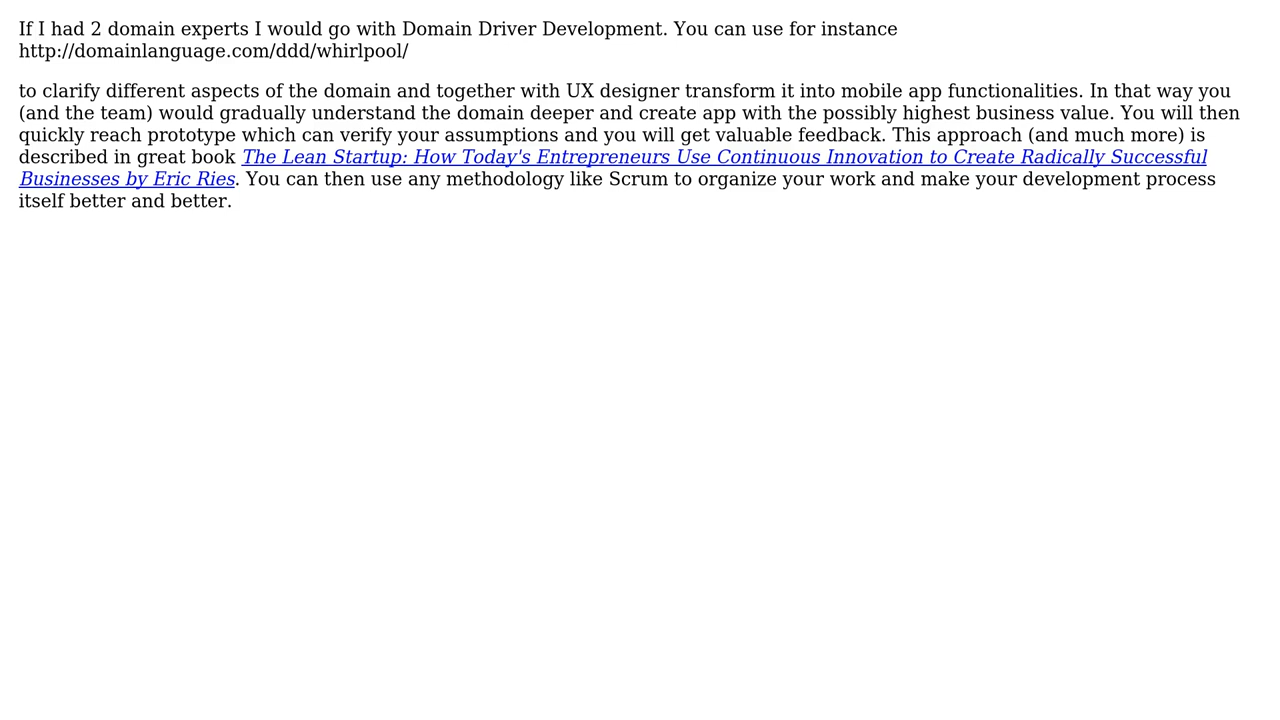 If I had 2 domain experts I would go with Domain Driver Development. You can use for instance
http://domainlanguage.com/ddd/whirlpool/
to clarify different aspects of the domain and together with UX designer transform it into mobile app functionalities. In that way you
(and the team) would gradually understand the domain deeper and create app with the possibly highest business value. You will then
quickly reach prototype which can verify your assumptions and you will get valuable feedback. This approach (and much more) is
described in great book The Lean Startup: How Today's Entrepreneurs Use Continuous Innovation to Create Radically Successful
Businesses by Eric Ries. You can then use any methodology like Scrum to organize your work and make your development process
itself better and better.